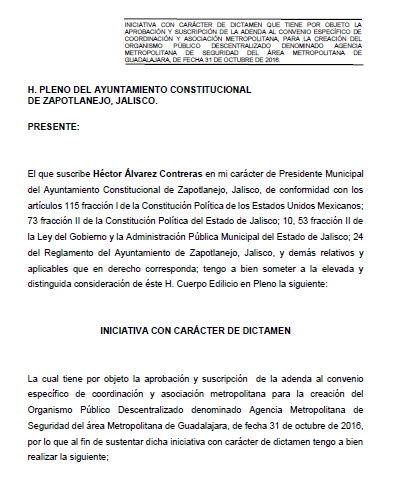 INICIATIVA CON CARÁCTER DE DICTAMEN QUE TIENE POR OBJETO LA
APROBACIÓN Y SUSCRIPCIÓN DE LA ADENDA AL CONVENIO ESPECÍFICO DE
COORDINACIÓN Y ASOCIACIÓN METROPOLITANA, PARA LA CREACIÓN DEL
ORGANISMO PÚBLICO DESCENTRALIZADO DENOMINADO AGENCIA
METROPOLITANA DE SEGURIDAD DEL ÁREA METROPOLITANA DE
GUADALAJARA, DE FECHA 31 DE OCTUBRE DE 2016.
H. PLENO DEL AYUNTAMIENTO CONSTITUCIONAL
DE ZAPOTLANEJO, JALISCO.
PRESENTE:
El que suscribe Héctor Álvarez Contreras en mi carácter de Presidente Municipal
del Ayuntamiento Constitucional de Zapotlanejo, Jalisco, de conformidad con los
artículos 115 fracción I de la Constitución Política de los Estados Unidos Mexicanos;
73 fracción II de la Constitución Política del Estado de Jalisco; 10, 53 fracción II de
la Ley del Gobierno y la Administración Pública Municipal del Estado de Jalisco; 24
del Reglamento del Ayuntamiento de Zapotlanejo, Jalisco, y demás relativos y
aplicables que en derecho corresponda; tengo a bien someter a la elevada y
distinguida consideración de éste H. Cuerpo Edilicio en Pleno la siguiente:
INICIATIVA CON CARÁCTER DE DICTAMEN
La cual tiene por objeto la aprobación y suscripción de la adenda al convenio
específico de coordinación y asociación metropolitana para la creación del
Organismo Público Descentralizado denominado Agencia Metropolitana de
Seguridad del área Metropolitana de Guadalajara, de fecha 31 de octubre de 2016,
por lo que al fin de sustentar dicha iniciativa con carácter de dictamen tengo a bien
realizar la siguiente;